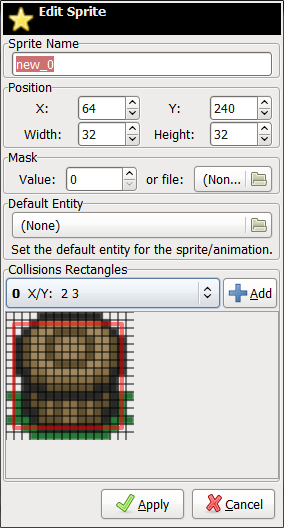 Edit Sprite
Sprite Name
new_0
Position
X: 64 Y: 240
Width: 32 Height: 32
Mask
Value: 0 or file: (Non...
Default Entity
(None)
Set the default entity for the sprite/animation.
Collisions Rectangles
0 X/Y: 2 3 Add
Apply Cancel